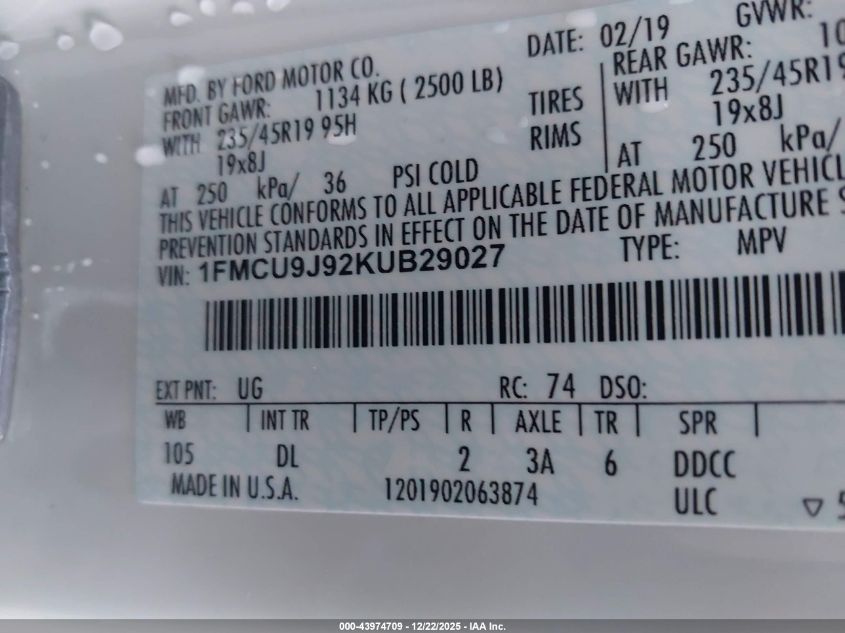 MFD. BY FORD MOTOR CO. DATE: 02/19 GVWR:
FRONT GAWR: 1134 KG ( 2500 LB) REAR GAWR: 10
WITH 235/45R19 95H TIRES WITH 235/45R19
19x8J RIMS 19x8J
AT 250 kPa/ 36 PSI COLD AT 250 kPa/
THIS VEHICLE CONFORMS TO ALL APPLICABLE FEDERAL MOTOR VEHICL
PREVENTION STANDARDS IN EFFECT ON THE DATE OF MANUFACTURE S
VIN: 1FMCU9J92KUB29027 TYPE: MPV
EXT PNT: UG RC: 74 DSO:
WB | INT TR | TP/PS | R | AXLE | TR | SPR |
105 DL 2 3A 6 DDCC
MADE IN U.S.A. 1201902063874 ULC ▽ 5
000-43974709 - 12/22/2025 - IAA Inc.